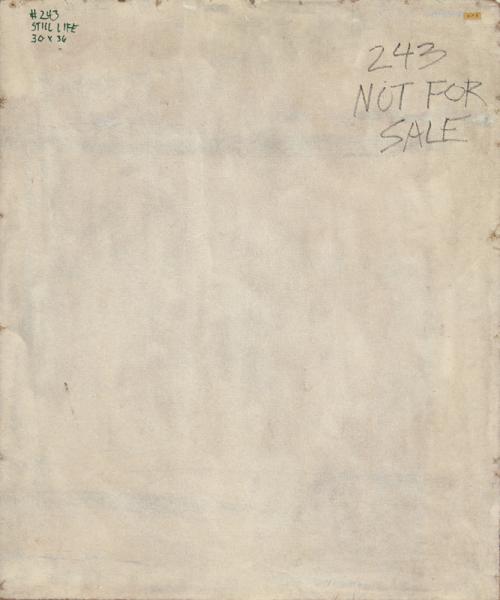 #243
STILL LIFE
30 x 36
243
NOT FOR
SALE